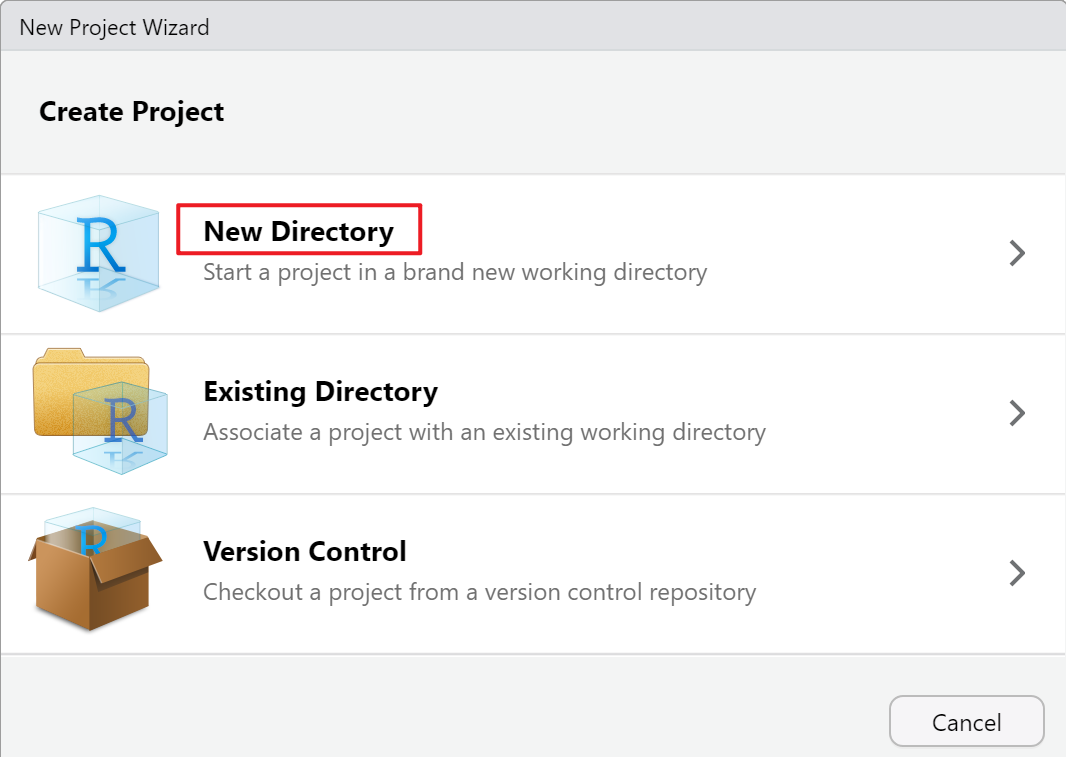 New Project Wizard
Create Project
R
New Directory
Start a project in a brand new working directory
R
Existing Directory
Associate a project with an existing working directory
R
Version Control
Checkout a project from a version control repository
Cancel